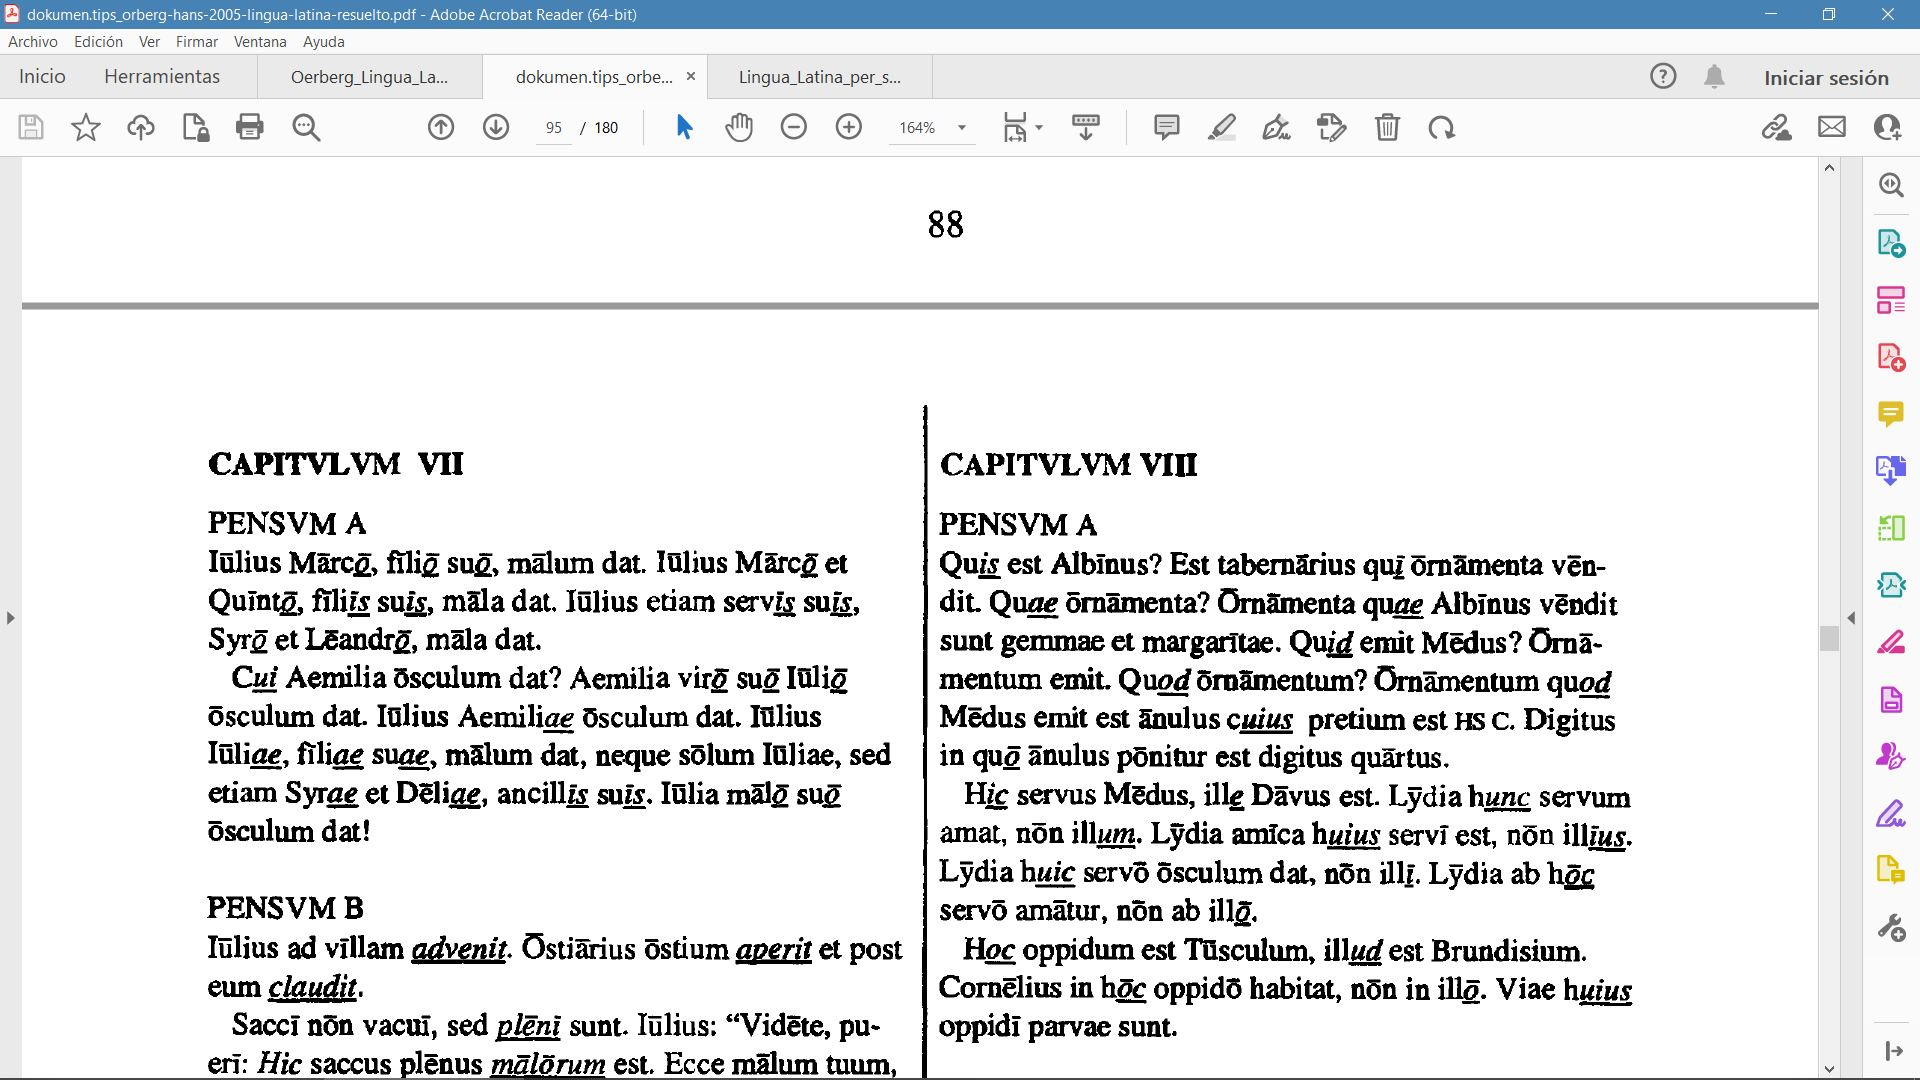 dokumen.tips_orberg-hans-2005-lingua-latina-resuelto.pdf - Adobe Acrobat Reader (64-bit)
Archivo Edición Ver Firmar Ventana Ayuda
Inicio Herramientas Oerberg_Lingua_La... dokumen.tips_orbe... × Lingua_Latina_per_s... Iniciar sesión
95 / 180 164%
88
CAPITVLVM VII
PENSVM A
Iūlius Mārcō, fīliō suō, mālum dat. Iūlius Mārcō et
Quīntō, fīliīs suīs, māla dat. Iūlius etiam servīs suīs,
Syrō et Lēandrō, māla dat.
Cui Aemilia ōsculum dat? Aemilia virō suō Iūliō
ōsculum dat. Iūlius Aemiliae ōsculum dat. Iūlius
Iūliae, fīliae suae, mālum dat, neque sōlum Iūliae, sed
etiam Syrae et Dēliae, ancillīs suīs. Iūlia mālō suō
ōsculum dat!
PENSVM B
Iūlius ad vīllam advenit. Ōstiārius ōstium aperit et post
eum claudit.
Saccī nōn vacuī, sed plēnī sunt. Iūlius: “Vidēte, pu-
erī: Hic saccus plēnus mālōrum est. Ecce mālum tuum,
CAPITVLVM VIII
PENSVM A
Quis est Albīnus? Est tabernārius quī ōrnāmenta vēn-
dit. Quae ōrnāmenta? Ōrnāmenta quae Albīnus vēndit
sunt gemmae et margarītae. Quid emit Mēdus? Ōrnā-
mentum emit. Quod ōrnāmentum? Ōrnāmentum quod
Mēdus emit est ānulus cuius pretium est HS C. Digitus
in quō ānulus pōnitur est digitus quārtus.
Hic servus Mēdus, ille Dāvus est. Lȳdia hunc servum
amat, nōn illum. Lȳdia amīca huius servī est, nōn illīus.
Lȳdia huic servō ōsculum dat, nōn illī. Lȳdia ab hōc
servō amātur, nōn ab illō.
Hoc oppidum est Tūsculum, illud est Brundisium.
Cornēlius in hōc oppidō habitat, nōn in illō. Viae huius
oppidī parvae sunt.